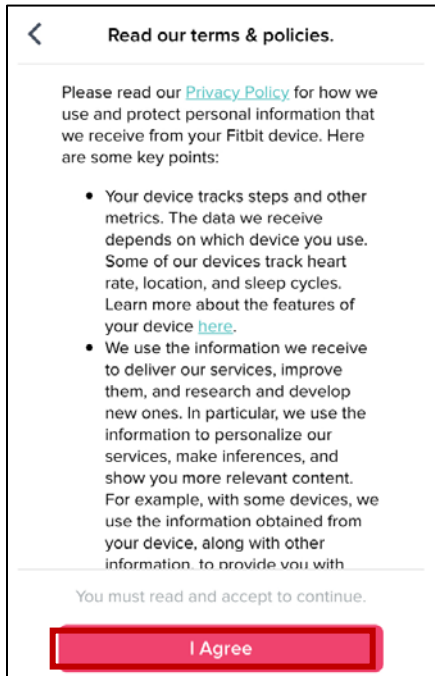 Read our terms & policies.
Please read our Privacy Policy for how we
use and protect personal information that
we receive from your Fitbit device. Here
are some key points:
• Your device tracks steps and other
metrics. The data we receive
depends on which device you use.
Some of our devices track heart
rate, location, and sleep cycles.
Learn more about the features of
your device here.
• We use the information we receive
to deliver our services, improve
them, and research and develop
new ones. In particular, we use the
information to personalize our
services, make inferences, and
show you more relevant content.
For example, with some devices, we
use the information obtained from
your device, along with other
information, to provide you with
You must read and accept to continue.
I Agree